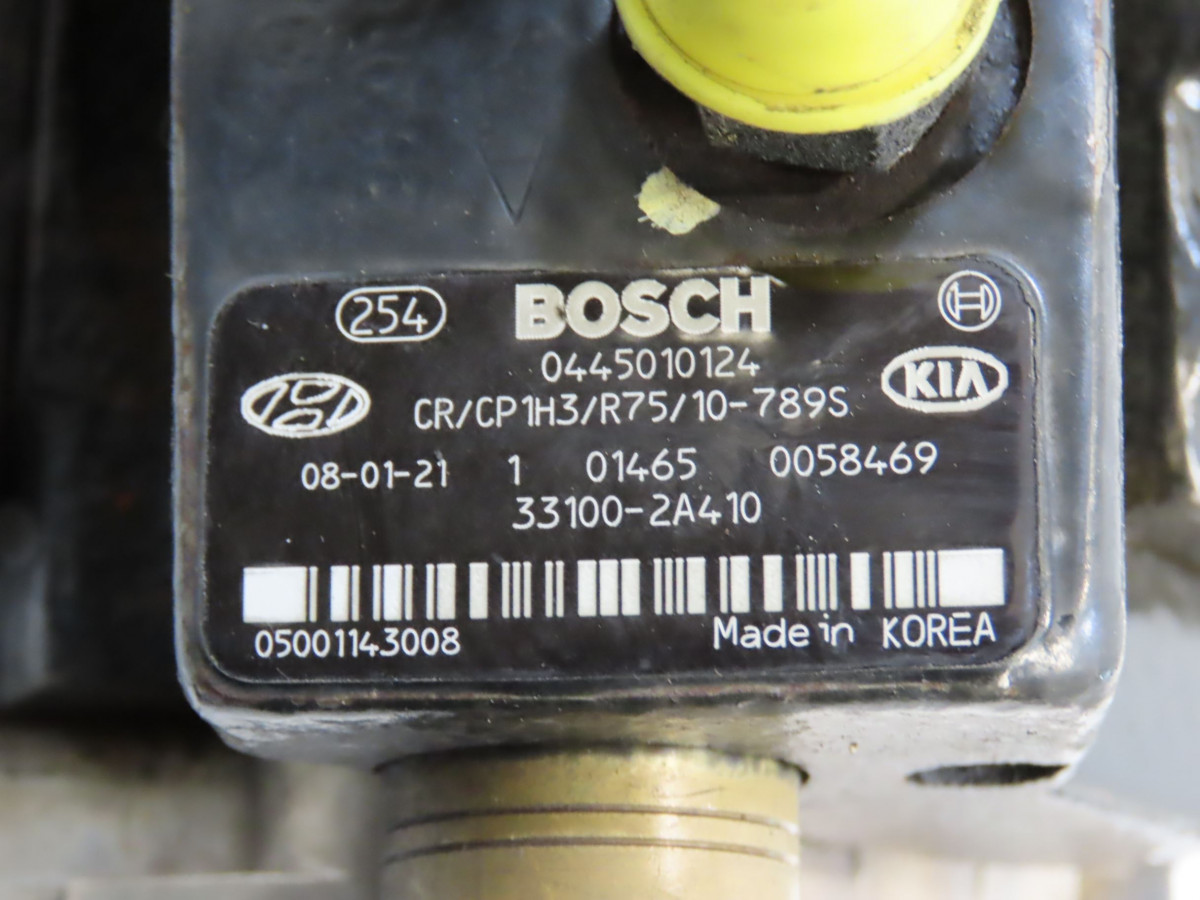 254 BOSCH
0445010124
KIA
CR/CP1H3/R75/10-789S
08-01-21 1 01465 0058469
33100-2A410
05001143008 Made in KOREA